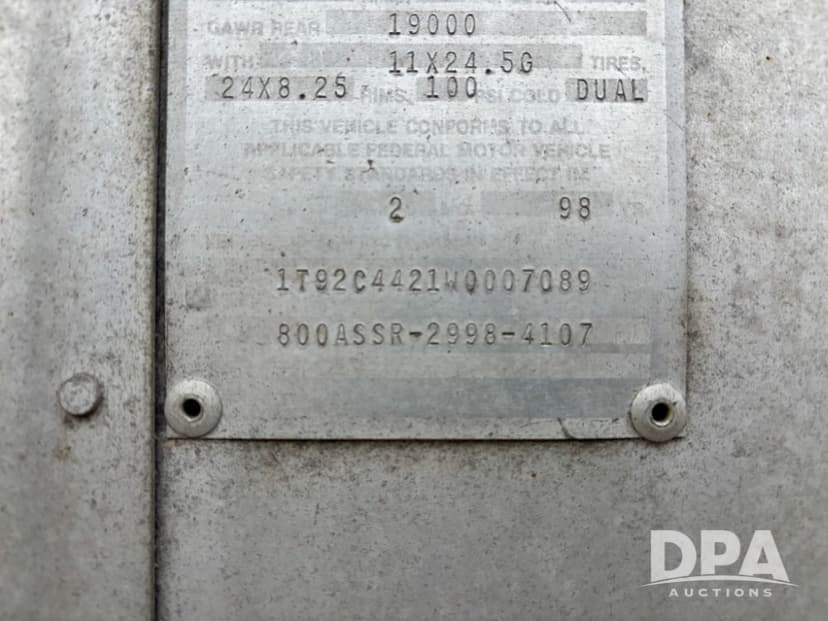 GAWR REAR 19000
WITH 11X24.5G TIRES,
24X8.25 RIMS, 100 PSI COLD DUAL
THIS VEHICLE CONFORMS TO ALL
APPLICABLE FEDERAL MOTOR VEHICLE
SAFETY STANDARDS IN EFFECT IN
2 98
1T92C4421W0007089
800ASSR-2998-4107
DPA
AUCTIONS